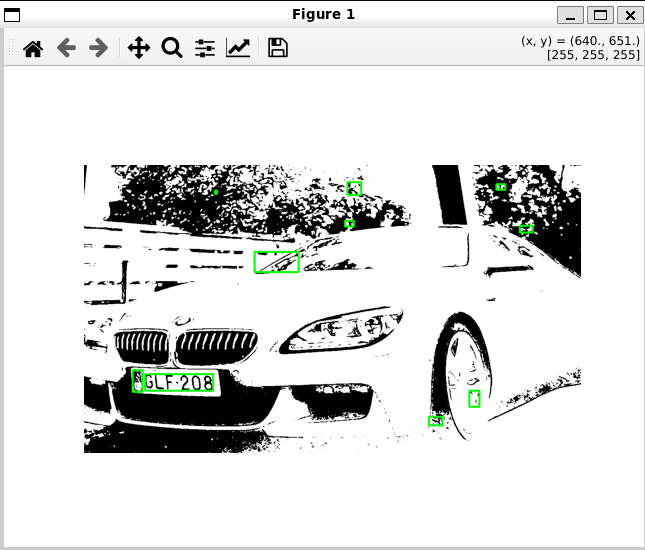 Figure 1
(x, y) = (640., 651.)
[255, 255, 255]
GLF·208